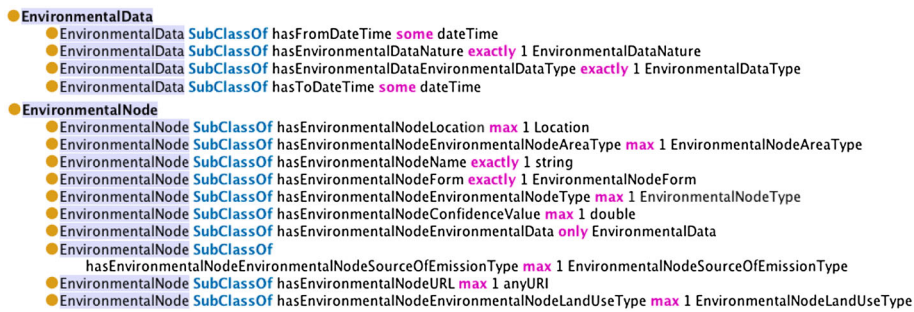 EnvironmentalData
EnvironmentalData SubClassOf hasFromDateTime some dateTime
EnvironmentalData SubClassOf hasEnvironmentalDataNature exactly 1 EnvironmentalDataNature
EnvironmentalData SubClassOf hasEnvironmentalDataEnvironmentalDataType exactly 1 EnvironmentalDataType
EnvironmentalData SubClassOf hasToDateTime some dateTime
EnvironmentalNode
EnvironmentalNode SubClassOf hasEnvironmentalNodeLocation max 1 Location
EnvironmentalNode SubClassOf hasEnvironmentalNodeEnvironmentalNodeAreaType max 1 EnvironmentalNodeAreaType
EnvironmentalNode SubClassOf hasEnvironmentalNodeName exactly 1 string
EnvironmentalNode SubClassOf hasEnvironmentalNodeForm exactly 1 EnvironmentalNodeForm
EnvironmentalNode SubClassOf hasEnvironmentalNodeEnvironmentalNodeType max 1 EnvironmentalNodeType
EnvironmentalNode SubClassOf hasEnvironmentalNodeConfidenceValue max 1 double
EnvironmentalNode SubClassOf hasEnvironmentalNodeEnvironmentalData only EnvironmentalData
EnvironmentalNode SubClassOf
hasEnvironmentalNodeEnvironmentalNodeSourceOfEmissionType max 1 EnvironmentalNodeSourceOfEmissionType
EnvironmentalNode SubClassOf hasEnvironmentalNodeURL max 1 anyURI
EnvironmentalNode SubClassOf hasEnvironmentalNodeEnvironmentalNodeLandUseType max 1 EnvironmentalNodeLandUseType